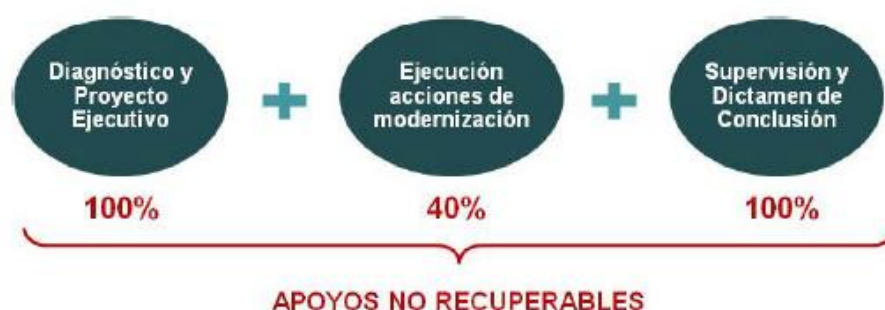 Diagnóstico y
Proyecto
Ejecutivo
Ejecución
acciones de
modernización
Supervisión y
Dictamen de
Conclusión
100%
40%
100%
APOYOS NO RECUPERABLES